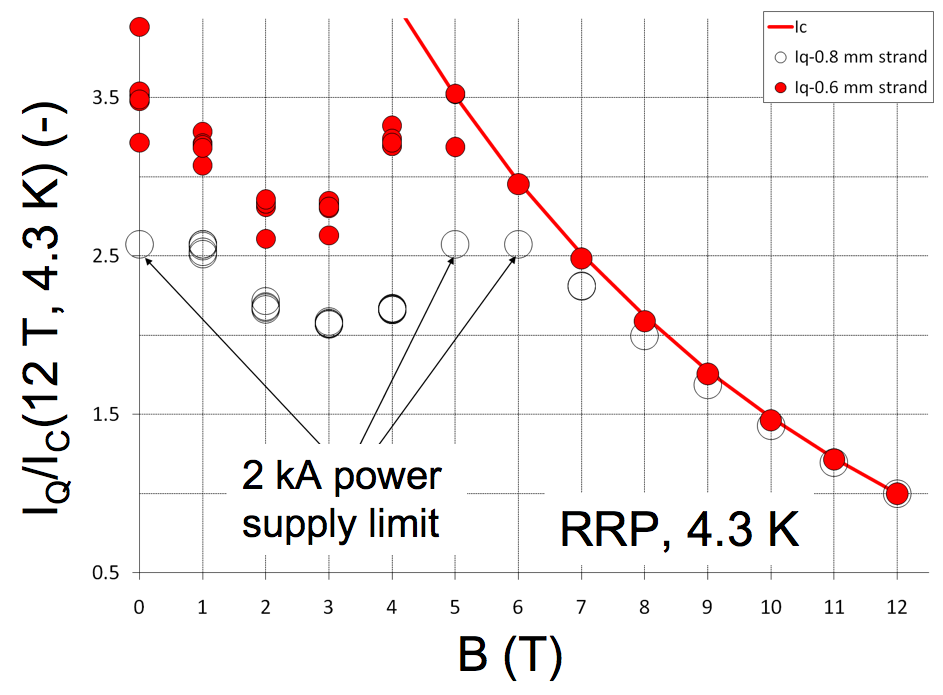 I_Q/I_C(12 T, 4.3 K) (-)
3.5
2.5
1.5
0.5
Ic
Iq-0.8 mm strand
Iq-0.6 mm strand
2 kA power
supply limit
RRP, 4.3 K
0 1 2 3 4 5 6 7 8 9 10 11 12
B (T)